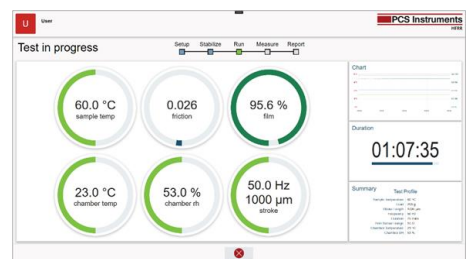 U
User
PCS Instruments
HFRR
Test in progress
Setup Stabilize Run Measure Report
60.0 °C
sample temp
0.026
friction
95.6 %
film
23.0 °C
chamber temp
53.0 %
chamber rh
50.0 Hz
1000 µm
stroke
Chart
Duration
01:07:35
Summary
Test Profile